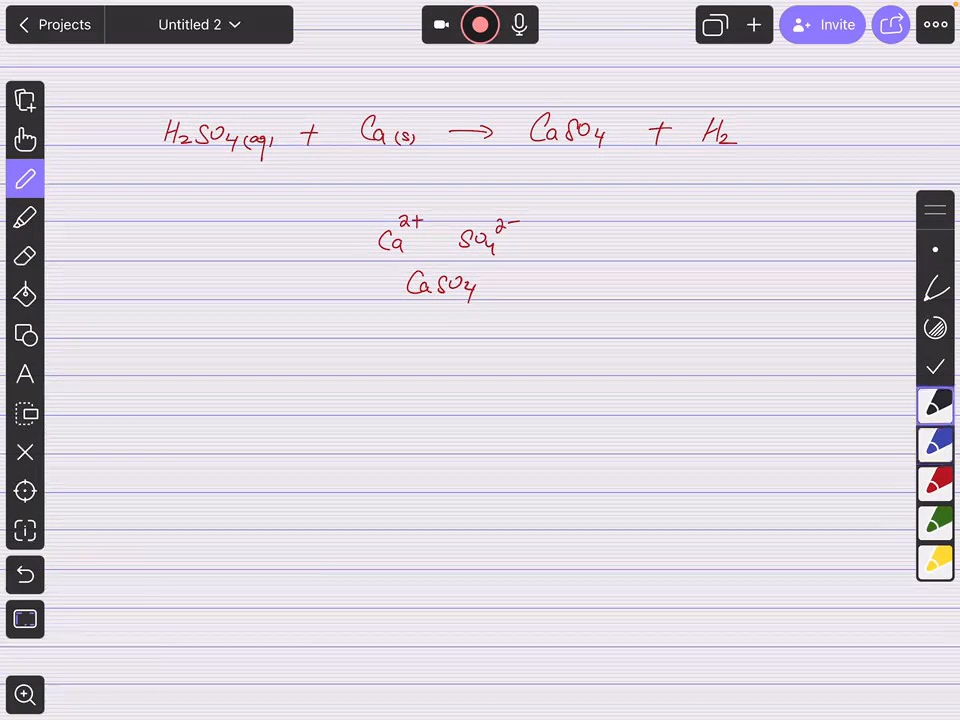 Projects Untitled 2 Invite
H₂SO₄(aq) + Ca(s) → CaSO₄ + H₂
Ca²⁺ SO₄²⁻
CaSO₄
A